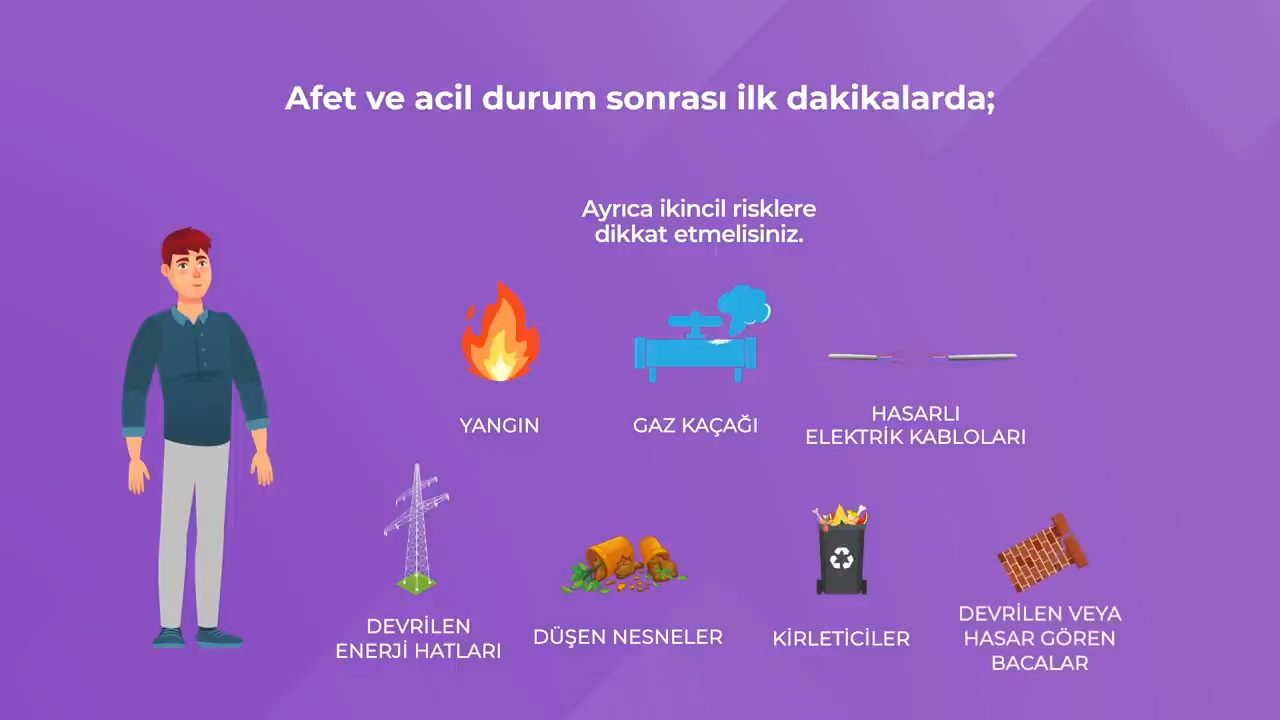 Afet ve acil durum sonrası ilk dakikalarda;
Ayrıca ikincil risklere
dikkat etmelisiniz.
YANGIN
GAZ KAÇAĞI
HASARLI
ELEKTRİK KABLOLARI
DEVRİLEN
ENERJİ HATLARI
DÜŞEN NESNELER
KİRLETİCİLER
DEVRİLEN VEYA
HASAR GÖREN
BACALAR